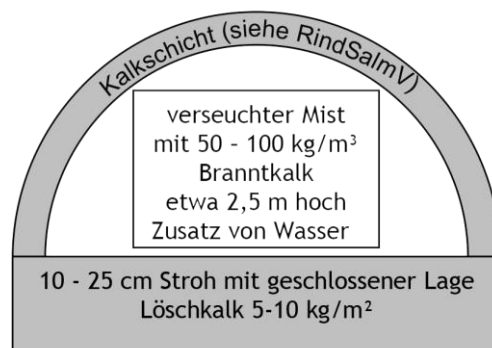 Kalkschicht (siehe RindSalmV)
verseuchter Mist
mit 50 - 100 kg/m³
Branntkalk
etwa 2,5 m hoch
Zusatz von Wasser
10 - 25 cm Stroh mit geschlossener Lage
Löschkalk 5-10 kg/m²